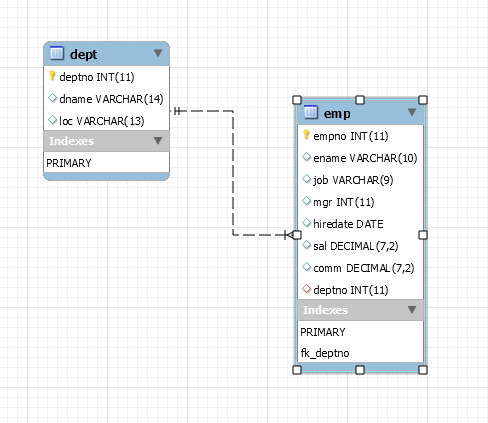 dept
deptno INT(11)
dname VARCHAR(14)
loc VARCHAR(13)
Indexes
PRIMARY
emp
empno INT(11)
ename VARCHAR(10)
job VARCHAR(9)
mgr INT(11)
hiredate DATE
sal DECIMAL(7,2)
comm DECIMAL(7,2)
deptno INT(11)
Indexes
PRIMARY
fk_deptno